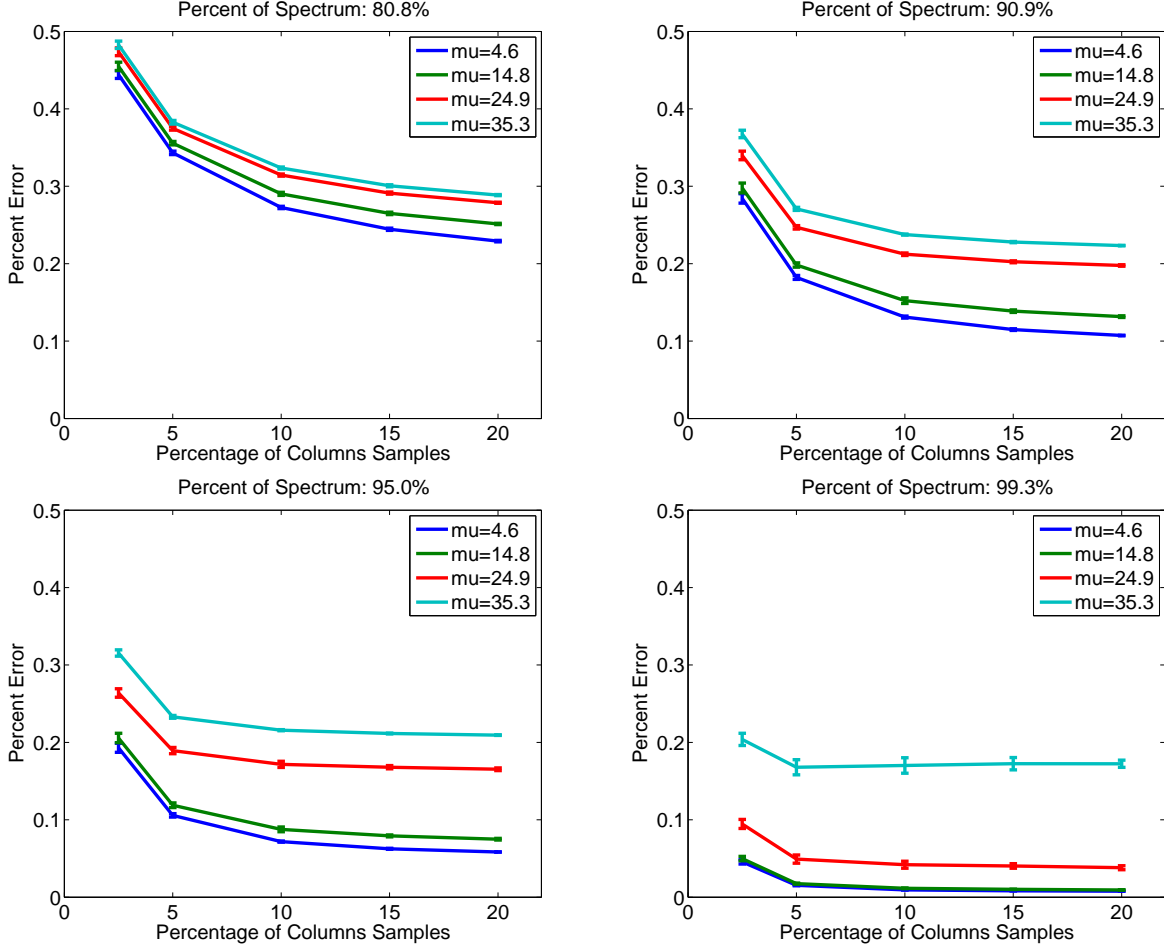 Percent of Spectrum: 80.8%
0.5
0.4
0.3
0.2
0.1
0
Percent Error
mu=4.6
mu=14.8
mu=24.9
mu=35.3
0 5 10 15 20
Percentage of Columns Samples
Percent of Spectrum: 90.9%
0.5
0.4
0.3
0.2
0.1
0
Percent Error
mu=4.6
mu=14.8
mu=24.9
mu=35.3
0 5 10 15 20
Percentage of Columns Samples
Percent of Spectrum: 95.0%
0.5
0.4
0.3
0.2
0.1
0
Percent Error
mu=4.6
mu=14.8
mu=24.9
mu=35.3
0 5 10 15 20
Percentage of Columns Samples
Percent of Spectrum: 99.3%
0.5
0.4
0.3
0.2
0.1
0
Percent Error
mu=4.6
mu=14.8
mu=24.9
mu=35.3
0 5 10 15 20
Percentage of Columns Samples